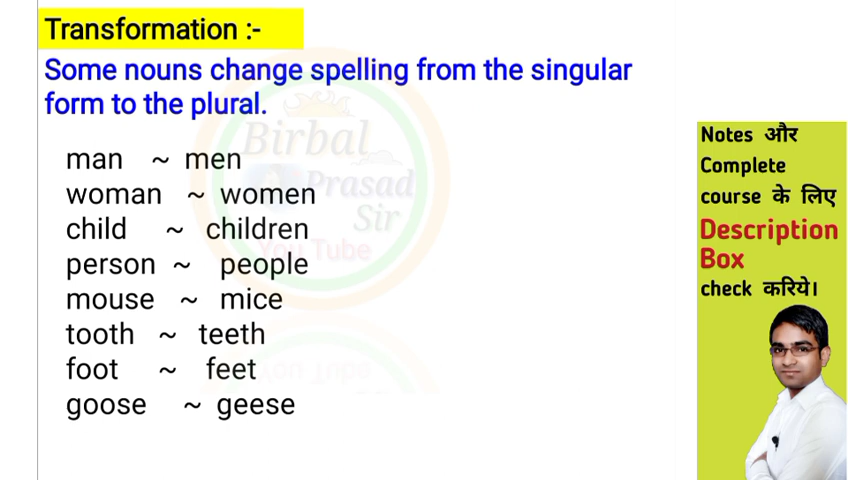 Transformation :-
Some nouns change spelling from the singular
form to the plural.
man ~ men
woman ~ women
child ~ children
person ~ people
mouse ~ mice
tooth ~ teeth
foot ~ feet
goose ~ geese
Birbal
Prasad
Sir
You Tube
Notes और
Complete
course के लिए
Description
Box
check करिये।